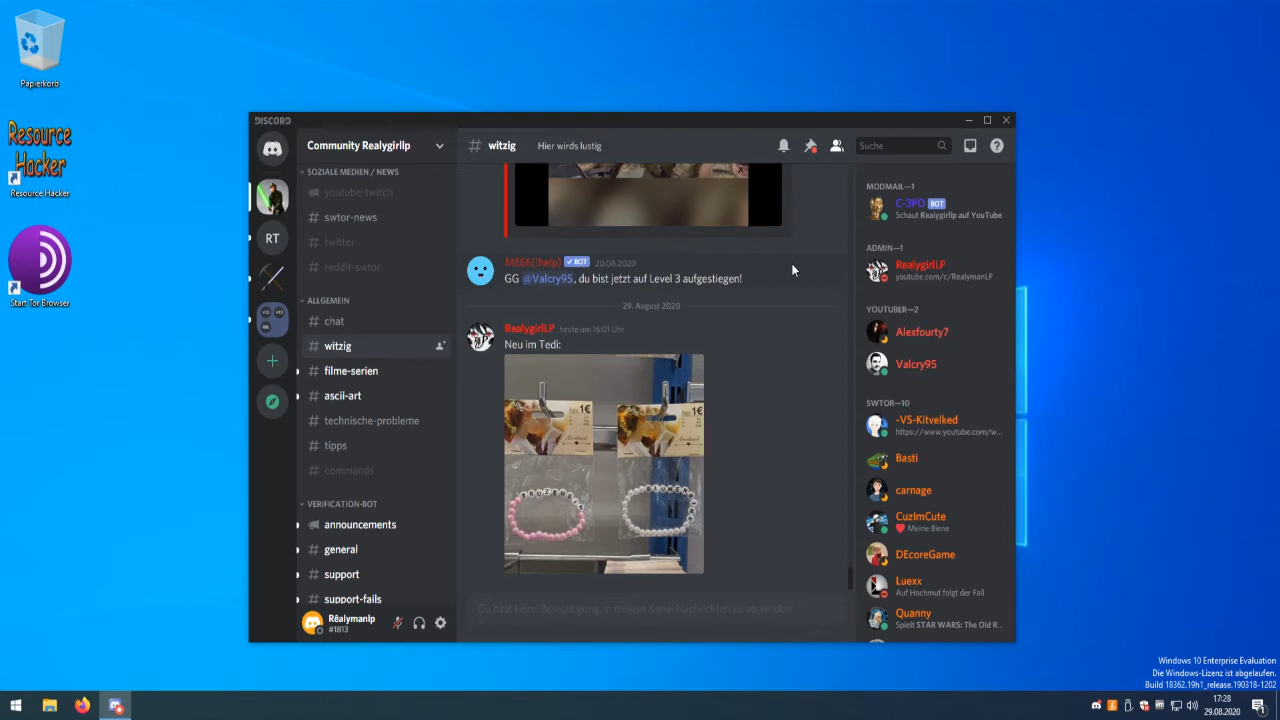 Papierkorb
Resource
Hacker
Resource Hacker
Start Tor Browser
DISCORD
Community Realygirllp
SOZIALE MEDIEN / NEWS
youtube-twitch
# swtor-news
# twitter
# reddit-swtor
ALLGEMEIN
# chat
# witzig
# filme-serien
# ascii-art
# technische-probleme
# tipps
# commands
VERIFICATION-BOT
announcements
# general
# support
# support-fails
RT
Rêalymanlp
#1813
# witzig
Hier wird's lustig
Suche
MEE6(!help) BOT 20.08.2020
GG @Valcry95, du bist jetzt auf Level 3 aufgestiegen!
29. August 2020
RealygirlLP heute um 16:01 Uhr
Neu im Tedi:
1€
1€
Du hast keine Berechtigung, in diesem Kanal Nachrichten zu versenden.
MODMAIL—1
C-3PO BOT
Schaut Realygirllp auf YouTube
ADMIN—1
RealygirlLP
youtube.com/c/RealymanLP
YOUTUBER—2
Alexfourty7
Valcry95
SWTOR—10
-VS-Kitvelked
https://www.youtube.com/w...
Basti
carnage
CuzImCute
Meine Biene
DEcoreGame
Luexx
Auf Hochmut folgt der Fall
Quanny
Spielt STAR WARS: The Old R...
Windows 10 Enterprise Evaluation
Die Windows-Lizenz ist abgelaufen.
Build 18362.19h1_release.190318-1202
17:28
29.08.2020